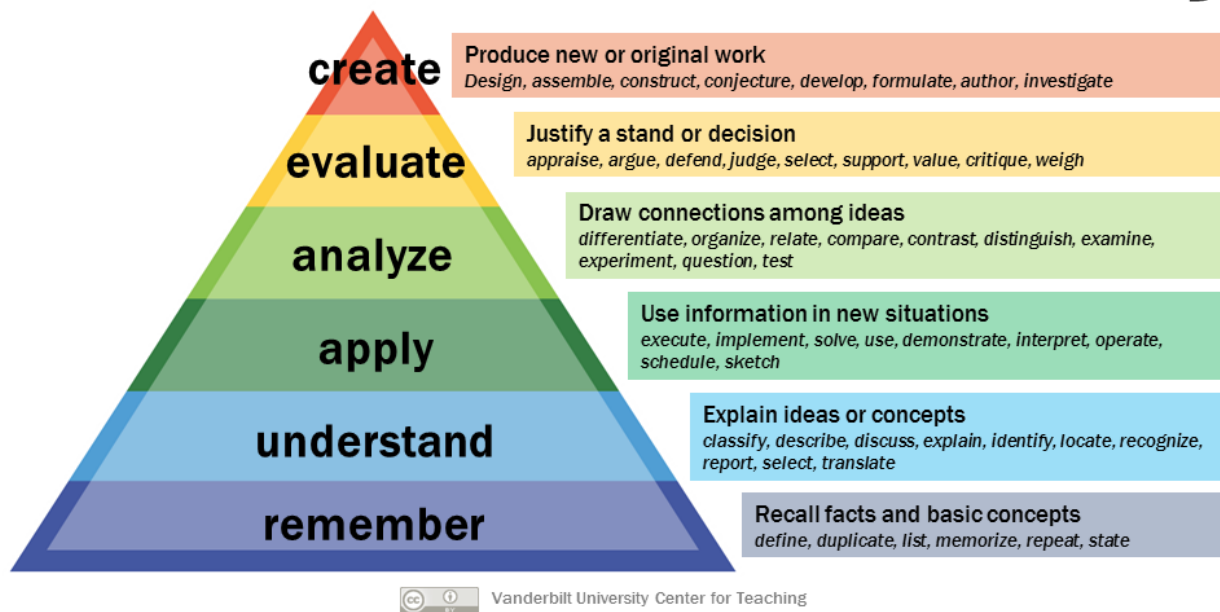 create
Produce new or original work
Design, assemble, construct, conjecture, develop, formulate, author, investigate
evaluate
Justify a stand or decision
appraise, argue, defend, judge, select, support, value, critique, weigh
analyze
Draw connections among ideas
differentiate, organize, relate, compare, contrast, distinguish, examine,
experiment, question, test
apply
Use information in new situations
execute, implement, solve, use, demonstrate, interpret, operate,
schedule, sketch
understand
Explain ideas or concepts
classify, describe, discuss, explain, identify, locate, recognize,
report, select, translate
remember
Recall facts and basic concepts
define, duplicate, list, memorize, repeat, state
cc
Vanderbilt University Center for Teaching